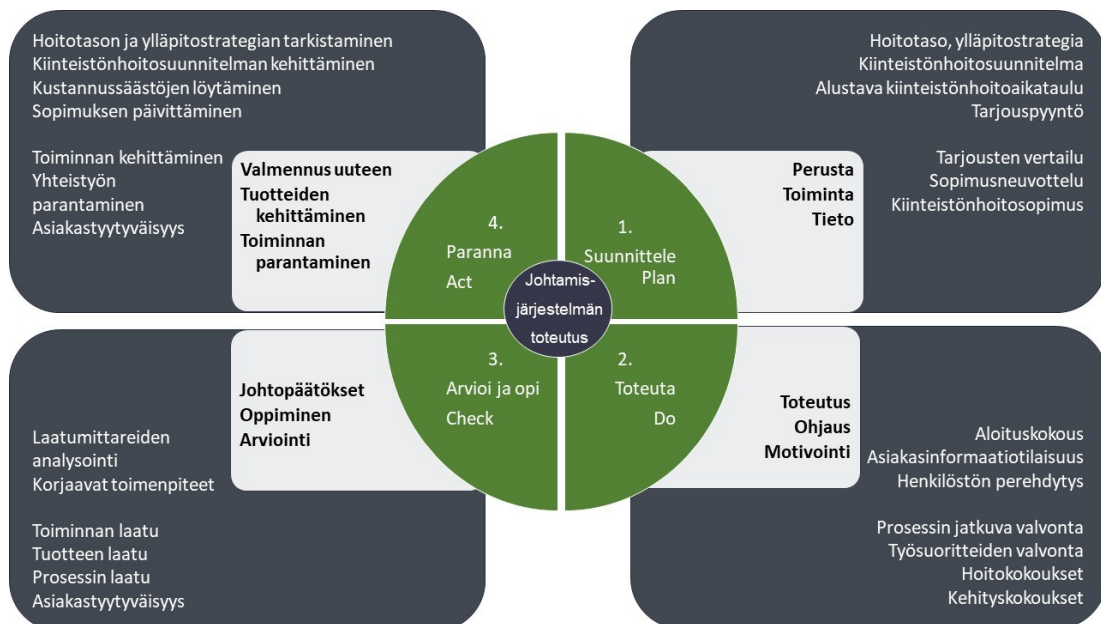 Hoitotason ja ylläpitostrategian tarkistaminen
Kiinteistönhoitosuunnitelman kehittäminen
Kustannussäästöjen löytäminen
Sopimuksen päivittäminen
Toiminnan kehittäminen
Yhteistyön
parantaminen
Asiakastyytyväisyys
Valmennus uuteen
Tuotteiden
kehittäminen
Toiminnan
parantaminen
4.
Paranna
Act
Hoitotaso, ylläpitostrategia
Kiinteistönhoitosuunnitelma
Alustava kiinteistönhoitoaikataulu
Tarjouspyyntö
Tarjousten vertailu
Sopimusneuvottelu
Kiinteistönhoitosopimus
Perusta
Toiminta
Tieto
1.
Suunnittele
Plan
Johtamis-
järjestelmän
toteutus
3.
Arvioi ja opi
Check
Johtopäätökset
Oppiminen
Arviointi
Laatumittareiden
analysointi
Korjaavat toimenpiteet
Toiminnan laatu
Tuotteen laatu
Prosessin laatu
Asiakastyytyväisyys
2.
Toteuta
Do
Toteutus
Ohjaus
Motivointi
Aloituskokous
Asiakasinformaatiotilaisuus
Henkilöstön perehdytys
Prosessin jatkuva valvonta
Työsuoritteiden valvonta
Hoitokokoukset
Kehityskokoukset